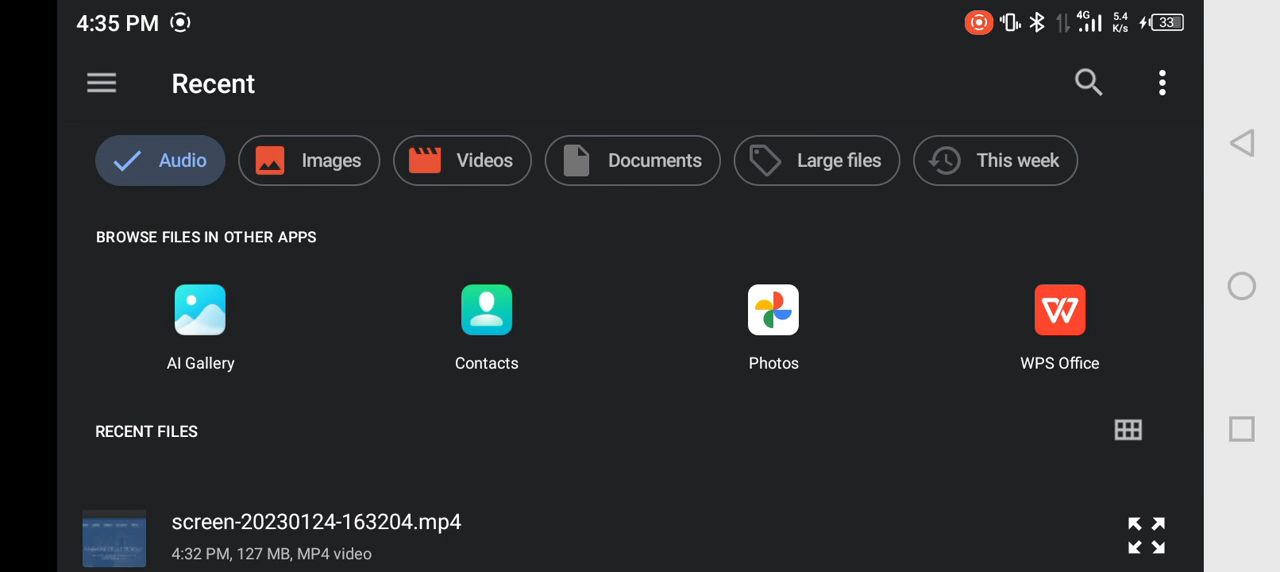 4:35 PM 4G 5.4 K/s 33
Recent
Audio Images Videos Documents Large files This week
BROWSE FILES IN OTHER APPS
AI Gallery Contacts Photos WPS Office
RECENT FILES
screen-20230124-163204.mp4
4:32 PM, 127 MB, MP4 video